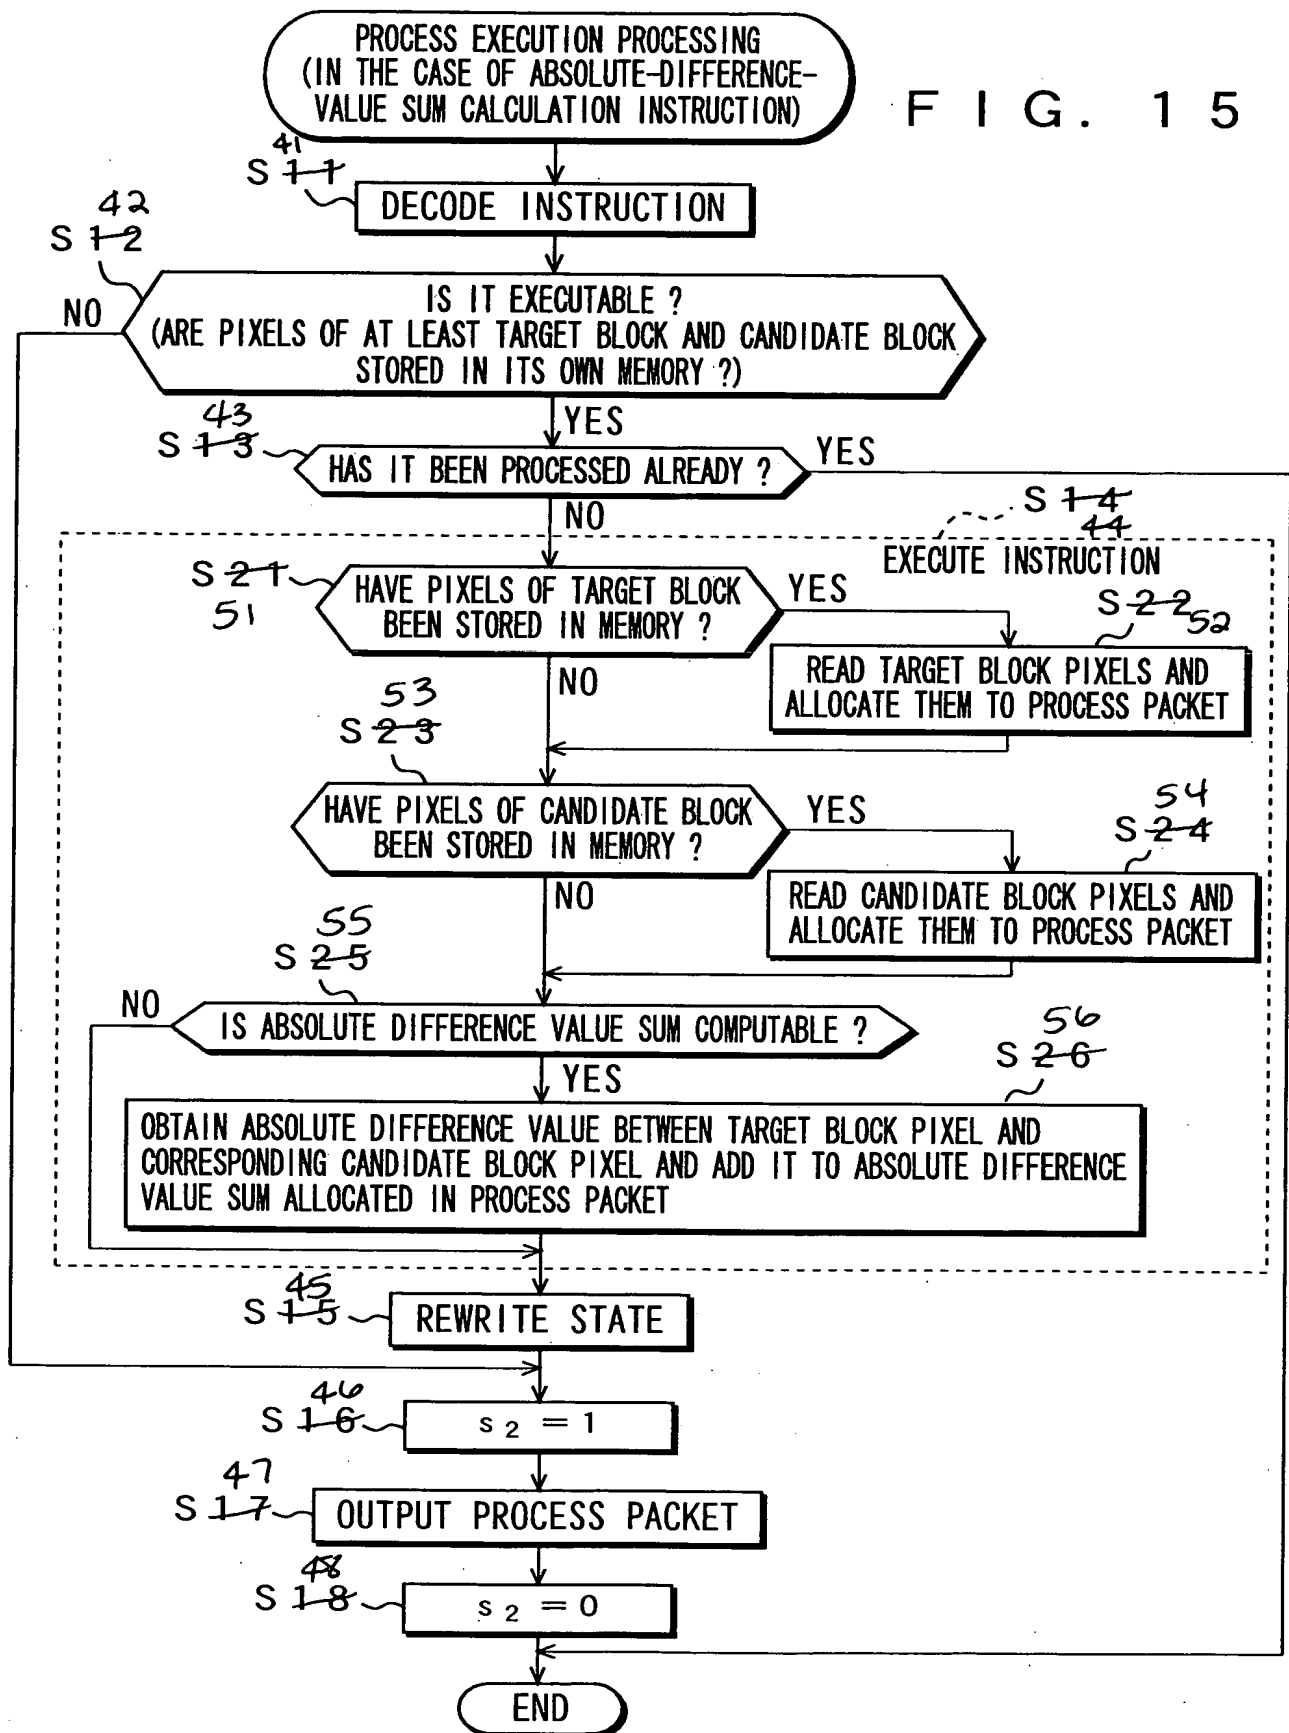 PROCESS EXECUTION PROCESSING
(IN THE CASE OF ABSOLUTE-DIFFERENCE-
VALUE SUM CALCULATION INSTRUCTION)
FIG. 15
41
S 11
DECODE INSTRUCTION
42
S 12
NO
IS IT EXECUTABLE ?
(ARE PIXELS OF AT LEAST TARGET BLOCK AND CANDIDATE BLOCK
STORED IN ITS OWN MEMORY ?)
YES
43
S 13
HAS IT BEEN PROCESSED ALREADY ?
YES
NO
S 14
44
EXECUTE INSTRUCTION
S 21
51
HAVE PIXELS OF TARGET BLOCK
BEEN STORED IN MEMORY ?
YES
S 22
52
READ TARGET BLOCK PIXELS AND
ALLOCATE THEM TO PROCESS PACKET
NO
53
S 23
HAVE PIXELS OF CANDIDATE BLOCK
BEEN STORED IN MEMORY ?
YES
54
S 24
READ CANDIDATE BLOCK PIXELS AND
ALLOCATE THEM TO PROCESS PACKET
NO
55
S 25
NO
IS ABSOLUTE DIFFERENCE VALUE SUM COMPUTABLE ?
YES
56
S 26
OBTAIN ABSOLUTE DIFFERENCE VALUE BETWEEN TARGET BLOCK PIXEL AND
CORRESPONDING CANDIDATE BLOCK PIXEL AND ADD IT TO ABSOLUTE DIFFERENCE
VALUE SUM ALLOCATED IN PROCESS PACKET
45
S 15
REWRITE STATE
46
S 16
s2 = 1
47
S 17
OUTPUT PROCESS PACKET
48
S 18
s2 = 0
END